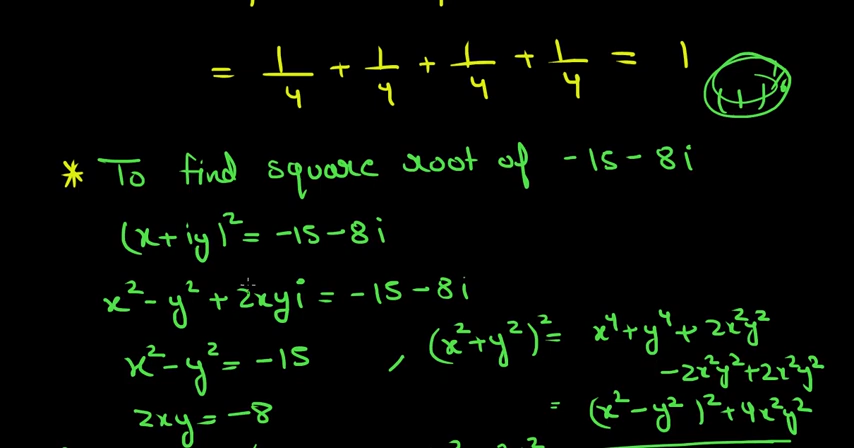 = 1/4 + 1/4 + 1/4 + 1/4 = 1
* To find square root of -15 - 8i
(x + iy)² = -15 - 8i
x² - y² + 2xyi = -15 - 8i
x² - y² = -15 , (x² + y²)² = x⁴ + y⁴ + 2x²y²
- 2x²y² + 2x²y²
2xy = -8
= (x² - y²)² + 4x²y²